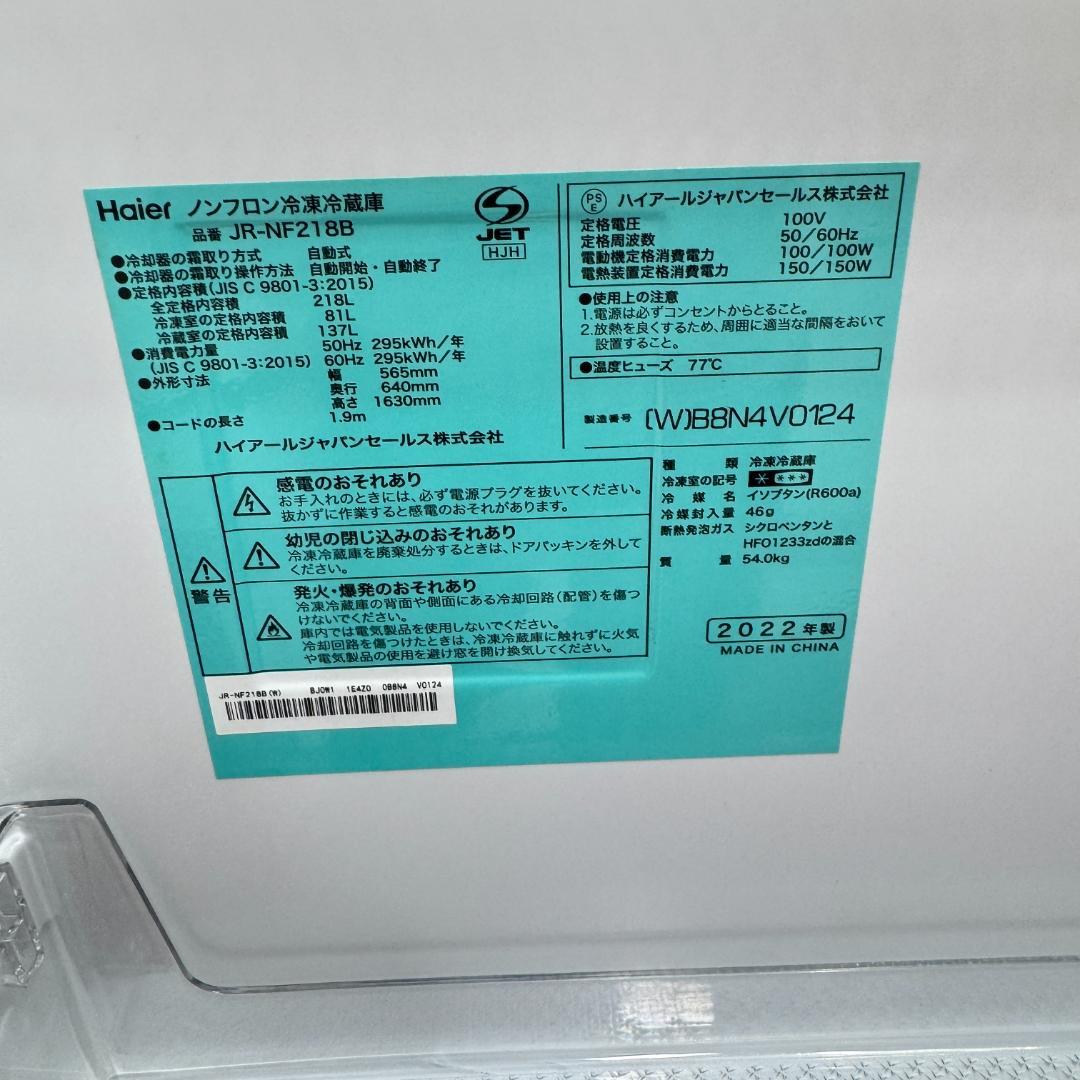 Haier ノンフロン冷凍冷蔵庫
品番 JR-NF218B
JET
HJH
●冷却器の霜取り方式 自動式
●冷却器の霜取り操作方法 自動開始・自動終了
●定格内容積(JIS C 9801-3:2015)
全定格内容積 218L
冷凍室の定格内容積 81L
冷蔵室の定格内容積 137L
●消費電力量 50Hz 295kWh/年
(JIS C 9801-3:2015) 60Hz 295kWh/年
●外形寸法 幅 565mm
奥行 640mm
高さ 1630mm
●コードの長さ 1.9m
ハイアールジャパンセールス株式会社
PSE ハイアールジャパンセールス株式会社
定格電圧 100V
定格周波数 50/60Hz
電動機定格消費電力 100/100W
電熱装置定格消費電力 150/150W
●使用上の注意
1.電源は必ずコンセントからとること。
2.放熱を良くするため、周囲に適当な間隔をおいて
設置すること。
●温度ヒューズ 77℃
製造番号 (W)B8N4V0124
種類 冷凍冷蔵庫
冷凍室の記号 * ***
冷媒名 イソブタン(R600a)
冷媒封入量 46g
断熱発泡ガス シクロペンタンと
HFO1233zdの混合
質量 54.0kg
2022年製
MADE IN CHINA
警告
感電のおそれあり
お手入れのときには、必ず電源プラグを抜いてください。
抜かずに作業すると感電のおそれがあります。
幼児の閉じ込みのおそれあり
冷凍冷蔵庫を廃棄処分するときは、ドアパッキンを外して
ください。
発火・爆発のおそれあり
冷凍冷蔵庫の背面や側面にある冷却回路(配管)を傷つ
けないでください。
庫内では電気製品を使用しないでください。
冷却回路を傷つけたときは、冷凍冷蔵庫に触れずに火気
や電気製品の使用を避け窓を開け換気してください。
JR-NF218B(W) BJ0W1 1E4Z0 0B8N4 V0124